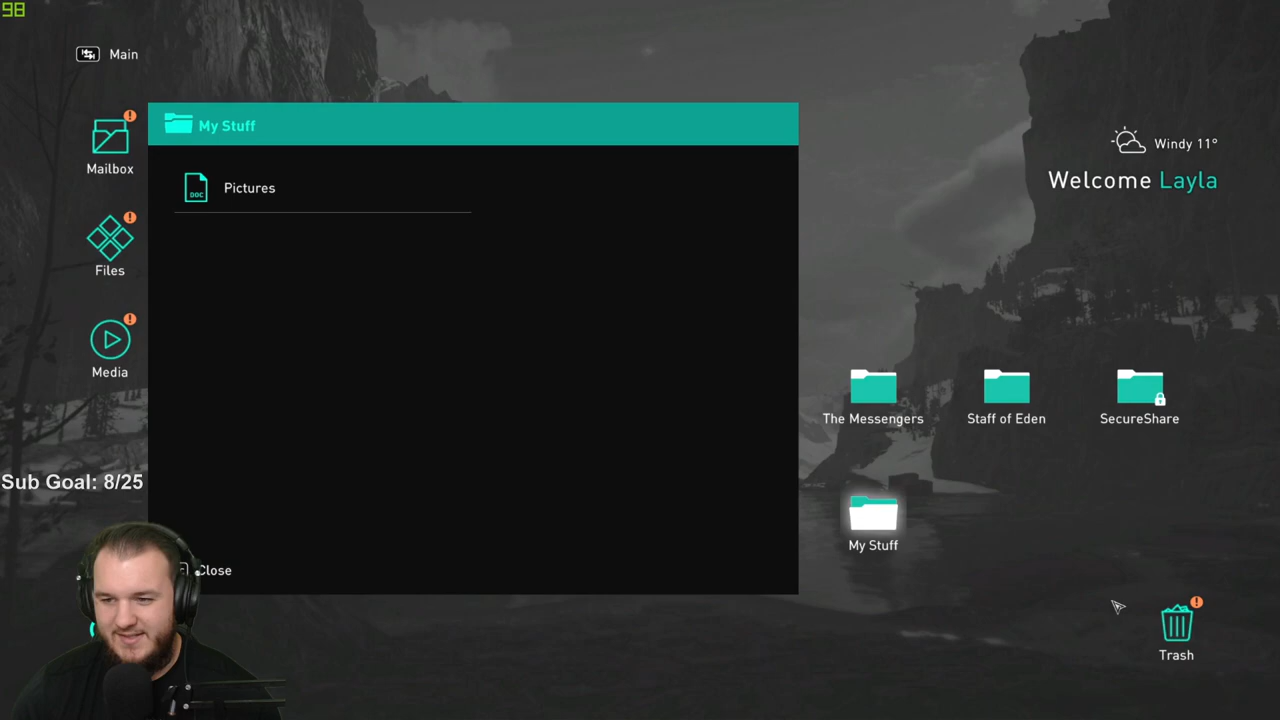 98
Main
My Stuff
Mailbox
DOC
Pictures
Windy 11°
Welcome Layla
Files
Media
The Messengers
Staff of Eden
SecureShare
Sub Goal: 8/25
My Stuff
Close
Trash